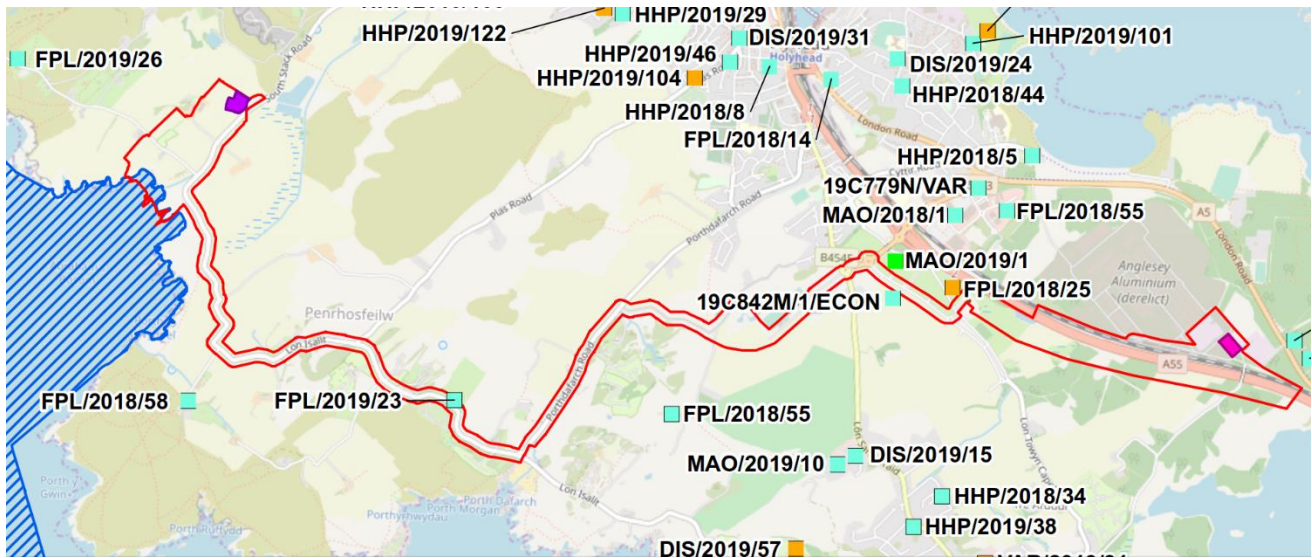 HHP/2019/122
HHP/2019/29
DIS/2019/31
HHP/2019/101
FPL/2019/26
HHP/2019/46
Holyhead
DIS/2019/24
HHP/2019/104
HHP/2018/8
HHP/2018/44
South Stack Road
FPL/2018/14
London Road
HHP/2018/5
Cyttir
19C779N/VAR
Plas Road
Porthdafarch Road
MAO/2018/1
FPL/2018/55
A5
London Road
B4545
MAO/2019/1
Anglesey
Aluminium
(derelict)
FPL/2018/25
19C842M/1/ECON
Penrhosfeilw
Lon Isallt
A55
Porthdafarch Road
FPL/2018/58
FPL/2019/23
FPL/2018/55
MAO/2019/10
DIS/2019/15
Lon Isallt
Porth y
Gwin
Porth Ruffydd
Porth Dafarch
Porth Morgan
Porthyrhwydau
HHP/2018/34
HHP/2019/38
DIS/2019/57